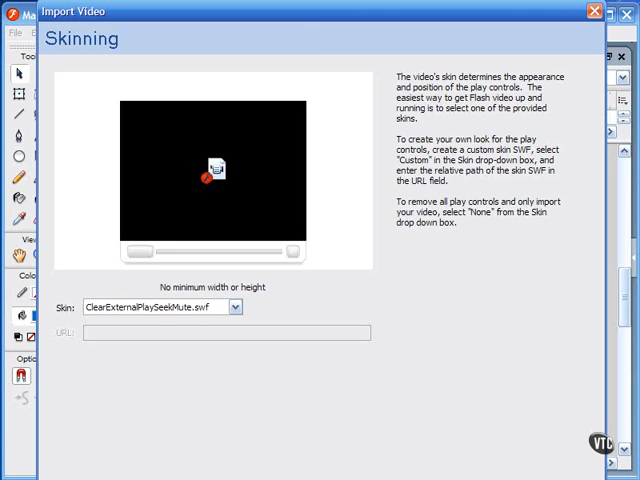 Import Video
Skinning
The video's skin determines the appearance
and position of the play controls. The
easiest way to get Flash video up and
running is to select one of the provided
skins.
To create your own look for the play
controls, create a custom skin SWF, select
"Custom" in the Skin drop-down box, and
enter the relative path of the skin SWF in
the URL field.
To remove all play controls and only import
your video, select "None" from the Skin
drop down box.
No minimum width or height
Skin: ClearExternalPlaySeekMute.swf
URL:
Ma
File
Tool
View
Colo
Optio
VTC